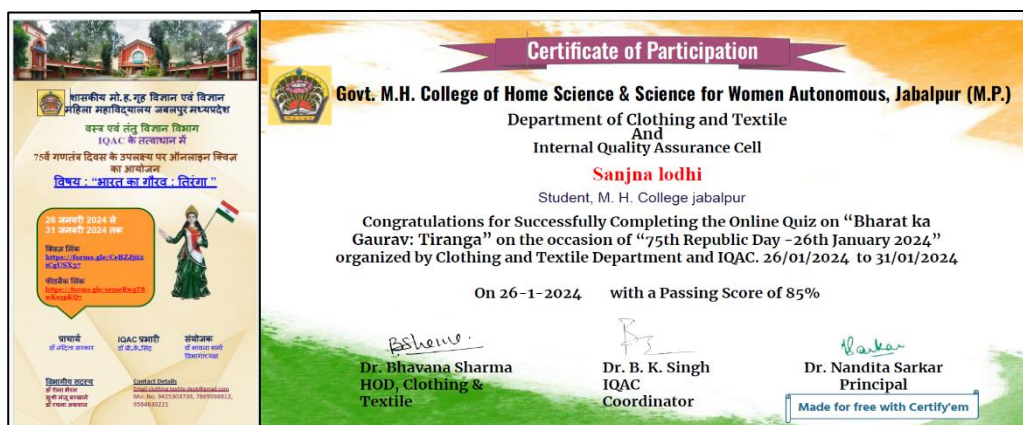 शासकीय मो.ह.गृह विज्ञान एवं विज्ञान
महिला महाविद्यालय जबलपुर मध्यप्रदेश
वस्त्र एवं तंतु विज्ञान विभाग
IQAC के तत्वाधान में
75वें गणतंत्र दिवस के उपलक्ष्य पर ऑनलाइन क्विज़
का आयोजन
विषय : “भारत का गौरव : तिरंगा ”
26 जनवरी 2024 से
31 जनवरी 2024 तक
क्विज़ लिंक
फीडबैक लिंक
प्राचार्य
डॉ नंदिता सरकार
IQAC प्रभारी
डॉ बी.के.सिंह
संयोजक
डॉ भावना शर्मा
विभागाध्यक्ष
विभागीय सदस्य
Contact Details
9584630221
Certificate of Participation
Govt. M.H. College of Home Science & Science for Women Autonomous, Jabalpur (M.P.)
Department of Clothing and Textile
And
Internal Quality Assurance Cell
Sanjna lodhi
Student, M. H. College jabalpur
Congratulations for Successfully Completing the Online Quiz on “Bharat ka
Gaurav: Tiranga” on the occasion of “75th Republic Day -26th January 2024”
organized by Clothing and Textile Department and IQAC. 26/01/2024 to 31/01/2024
On 26-1-2024 with a Passing Score of 85%
Dr. Bhavana Sharma
HOD, Clothing &
Textile
Dr. B. K. Singh
IQAC
Coordinator
Dr. Nandita Sarkar
Principal
Made for free with Certify'em